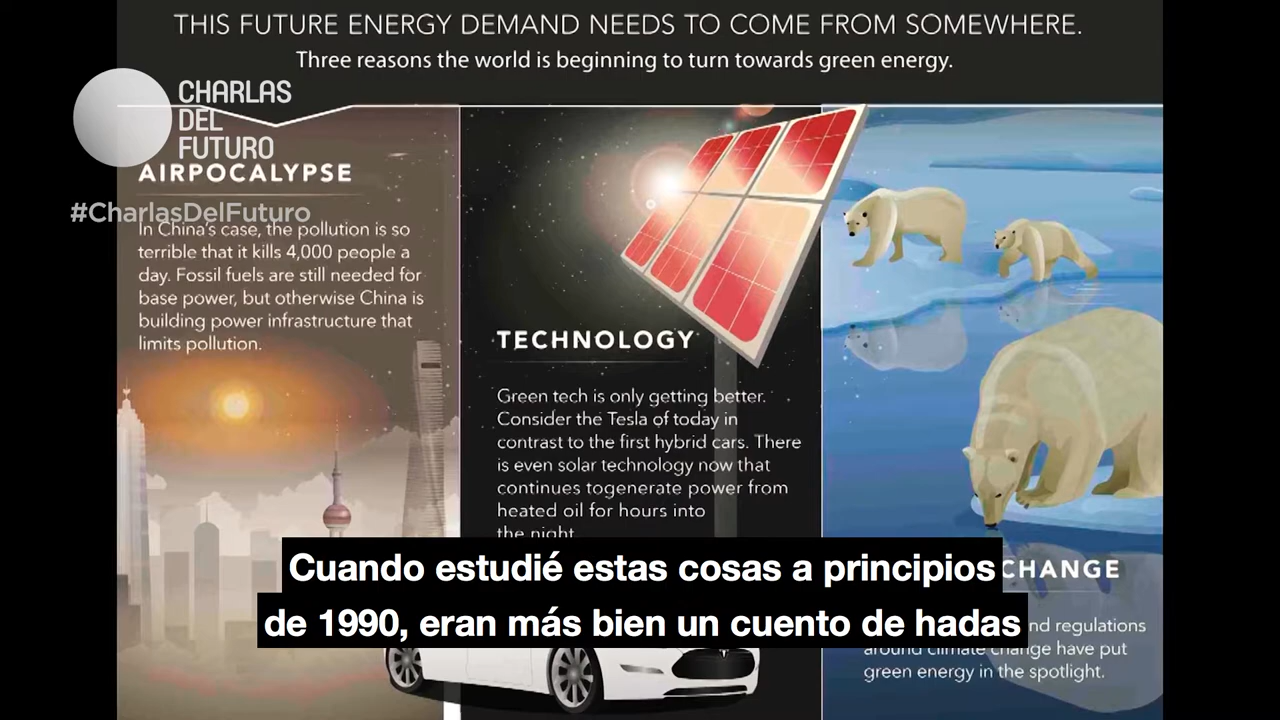 THIS FUTURE ENERGY DEMAND NEEDS TO COME FROM SOMEWHERE.
Three reasons the world is beginning to turn towards green energy.
CHARLAS
DEL
FUTURO
#CharlasDelFuturo
AIRPOCALYPSE
In China's case, the pollution is so
terrible that it kills 4,000 people a
day. Fossil fuels are still needed for
base power, but otherwise China is
building power infrastructure that
limits pollution.
TECHNOLOGY
Green tech is only getting better.
Consider the Tesla of today in
contrast to the first hybrid cars. There
is even solar technology now that
continues togenerate power from
heated oil for hours into
the night.
CHANGE
regulations
around climate change have put
green energy in the spotlight.
Cuando estudié estas cosas a principios
de 1990, eran más bien un cuento de hadas